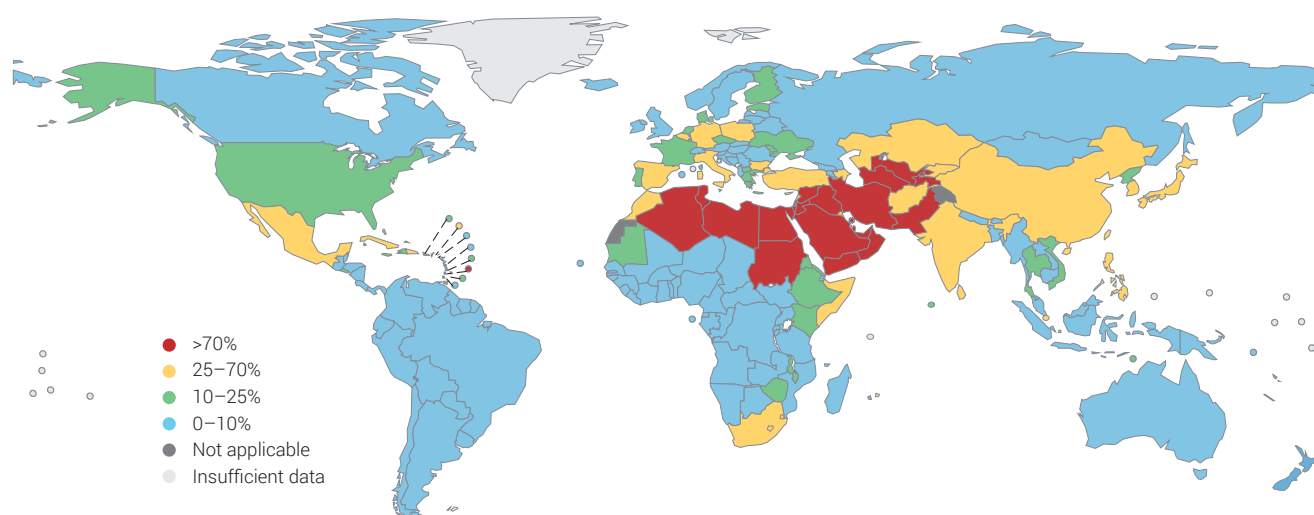 >70%
25–70%
10–25%
0–10%
Not applicable
Insufficient data